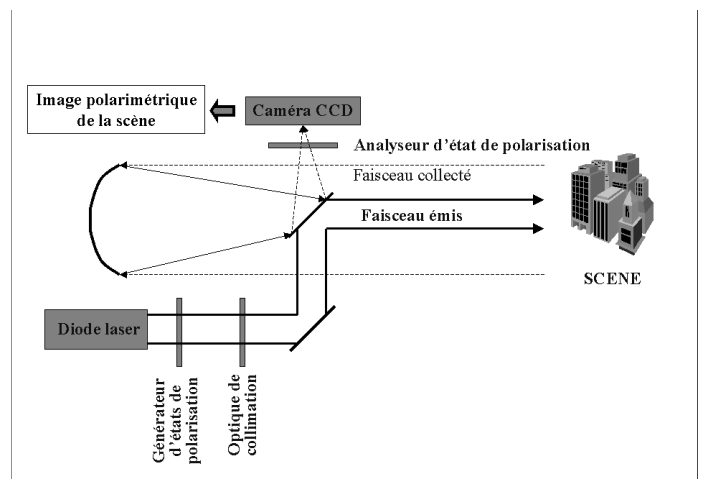 Image polarimétrique
de la scène
Caméra CCD
Analyseur d'état de polarisation
Faisceau collecté
Faisceau émis
SCENE
Diode laser
Générateur
d'états de
polarisation
Optique de
collimation